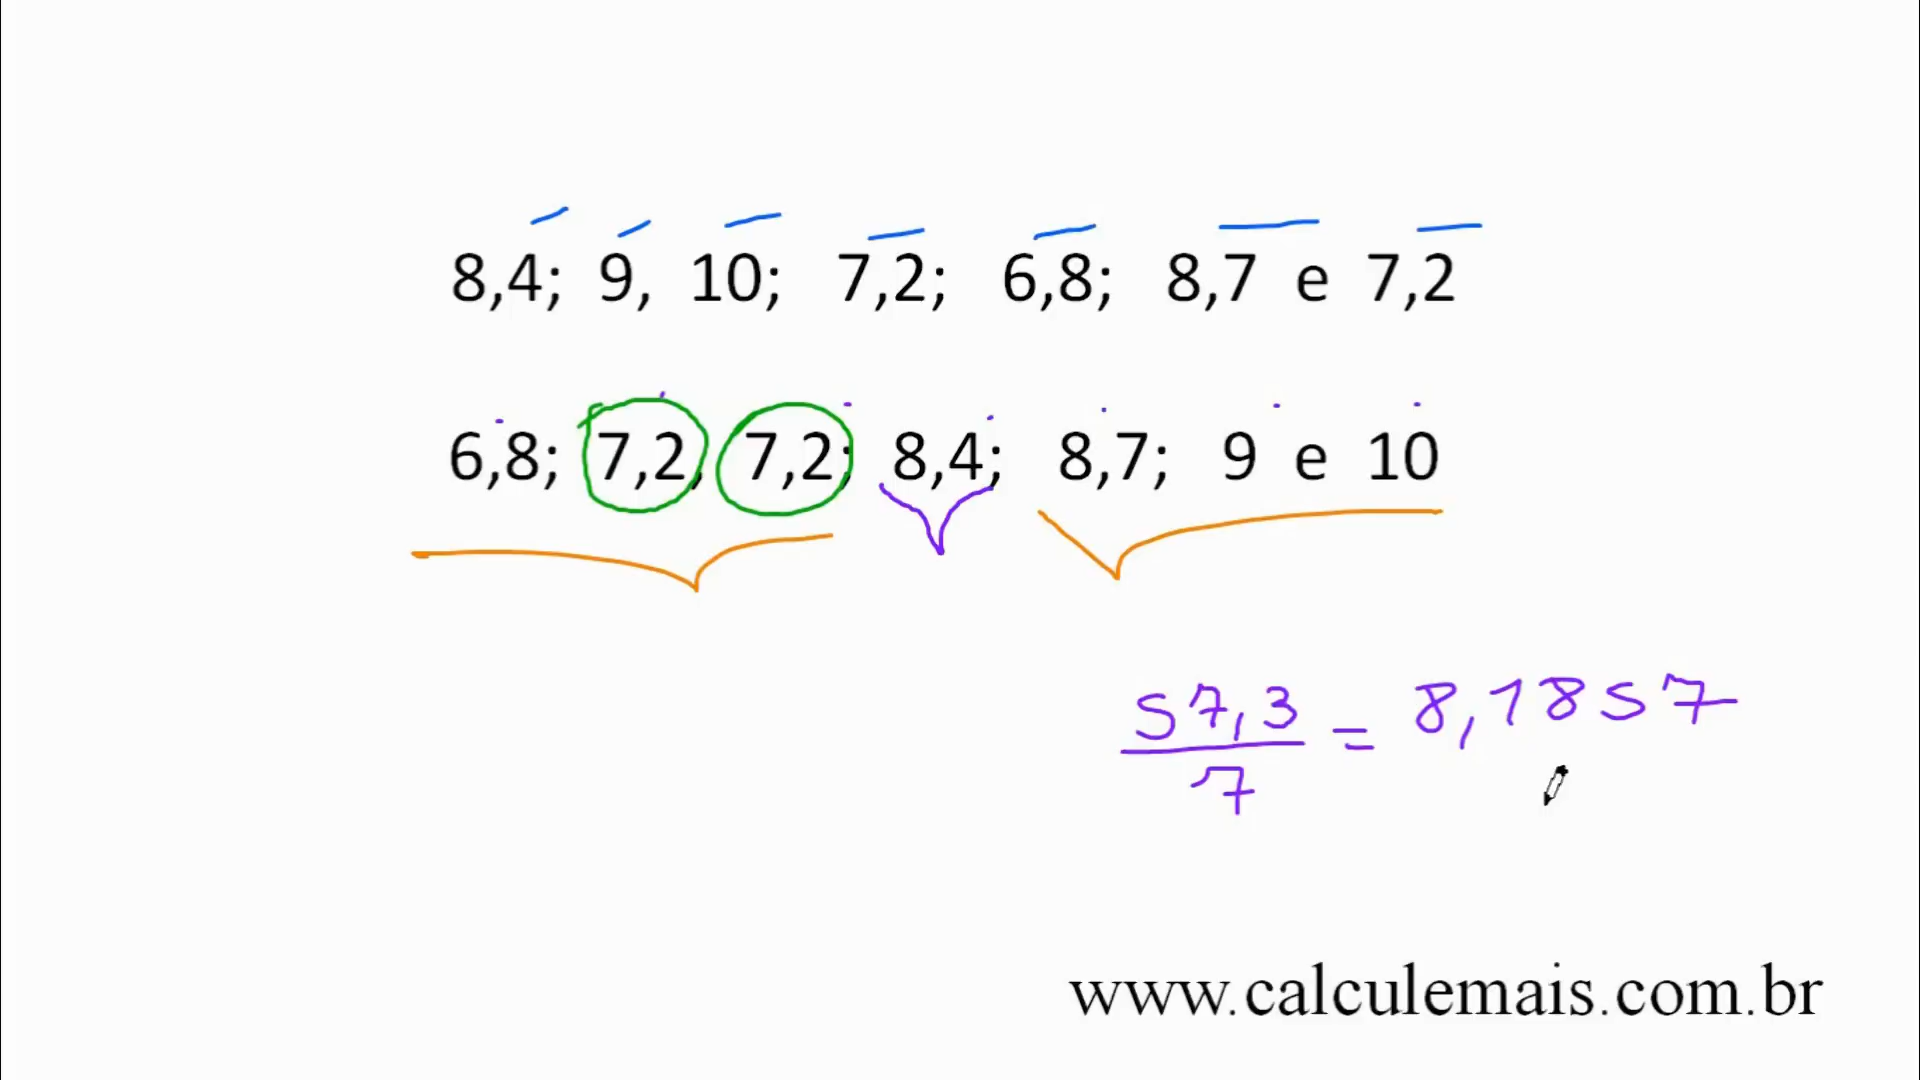 8,4; 9, 10; 7,2; 6,8; 8,7 e 7,2
6,8; 7,2, 7,2; 8,4; 8,7; 9 e 10
57,3
7
= 8,1857
www.calculemais.com.br